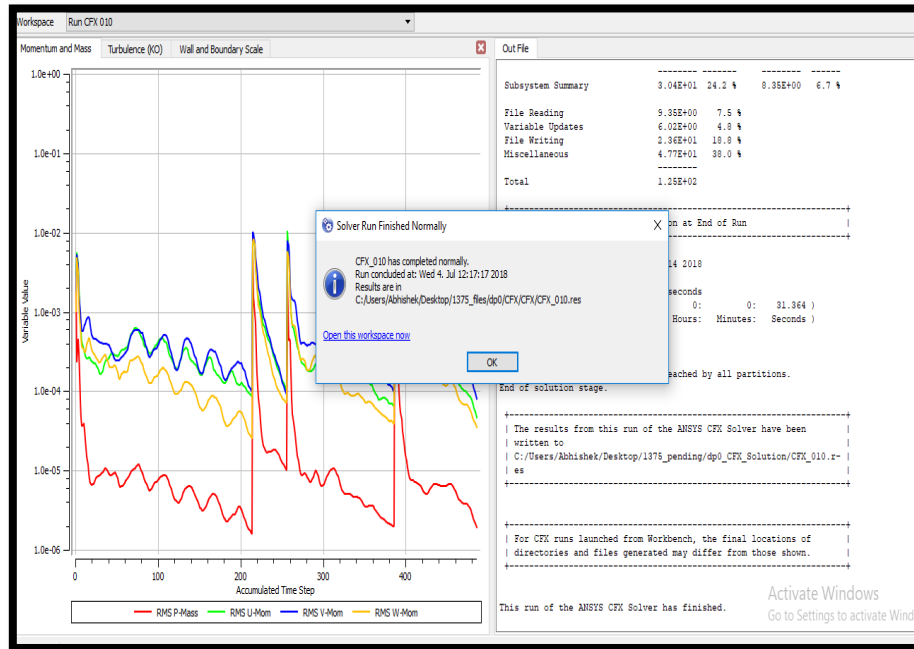 Workspace Run CFX 010
Momentum and Mass Turbulence (KO) Wall and Boundary Scale
Out File
1.0e+00
1.0e-01
1.0e-02
1.0e-03
1.0e-04
1.0e-05
1.0e-06
Variable Value
0 100 200 300 400
Accumulated Time Step
RMS P-Mass RMS U-Mom RMS V-Mom RMS W-Mom
-------- ------- -------- ------
Subsystem Summary 3.04E+01 24.2 % 8.35E+00 6.7 %
File Reading 9.35E+00 7.5 %
Variable Updates 6.02E+00 4.8 %
File Writing 2.36E+01 18.8 %
Miscellaneous 4.77E+01 38.0 %
--------
Total 1.25E+02
+--------------------------------------------------------------------+
on at End of Run |
--------------------+
14 2018
seconds
0: 0: 31.364 )
Hours: Minutes: Seconds )
eached by all partitions.
End of solution stage.
+--------------------------------------------------------------------+
| The results from this run of the ANSYS CFX Solver have been |
| written to |
| C:/Users/Abhishek/Desktop/1375_pending/dp0_CFX_Solution/CFX_010.r- |
| es |
+--------------------------------------------------------------------+
+--------------------------------------------------------------------+
| For CFX runs launched from Workbench, the final locations of |
| directories and files generated may differ from those shown. |
+--------------------------------------------------------------------+
This run of the ANSYS CFX Solver has finished.
Solver Run Finished Normally X
CFX_010 has completed normally.
Run concluded at: Wed 4. Jul 12:17:17 2018
Results are in
C:/Users/Abhishek/Desktop/1375_files/dp0/CFX/CFX/CFX_010.res
Open this workspace now
OK
Activate Windows
Go to Settings to activate Wind